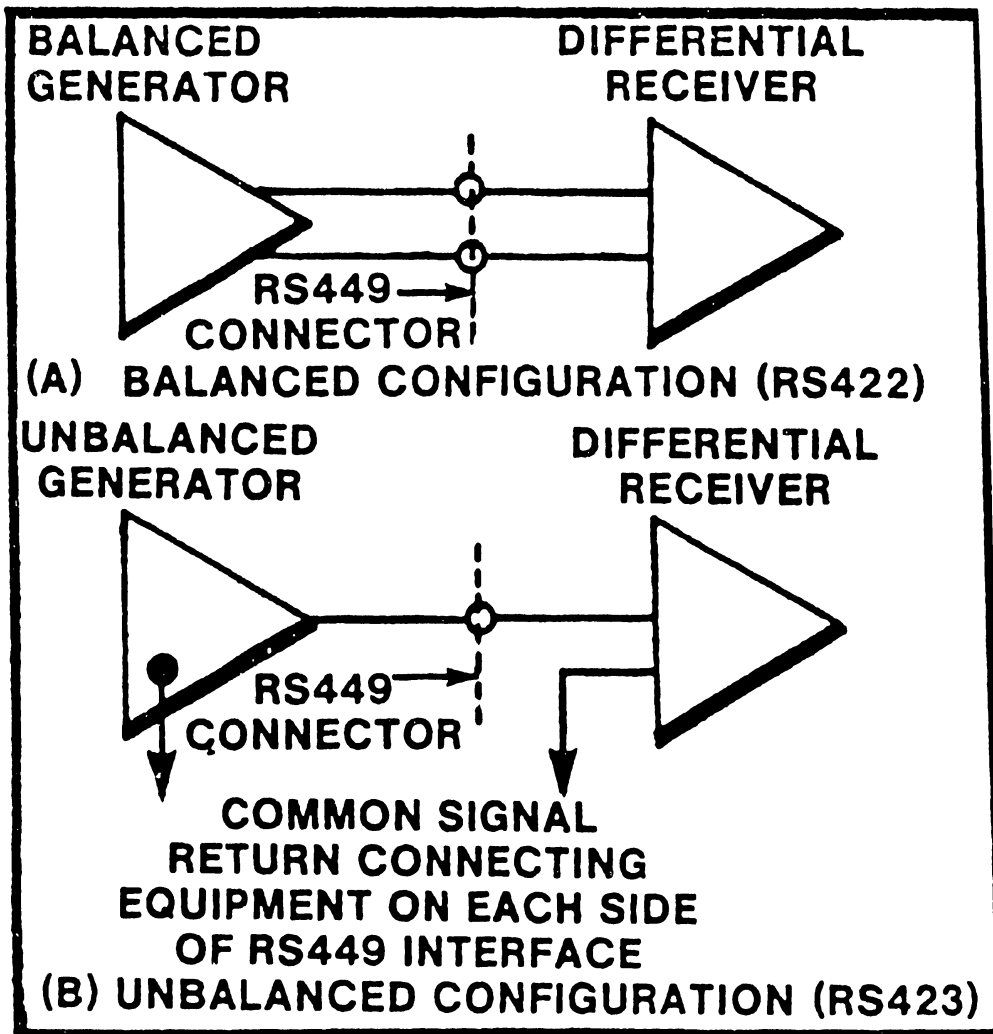 BALANCED
GENERATOR
DIFFERENTIAL
RECEIVER
RS449
CONNECTOR
(A) BALANCED CONFIGURATION (RS422)
UNBALANCED
GENERATOR
DIFFERENTIAL
RECEIVER
RS449
CONNECTOR
COMMON SIGNAL
RETURN CONNECTING
EQUIPMENT ON EACH SIDE
OF RS449 INTERFACE
(B) UNBALANCED CONFIGURATION (RS423)